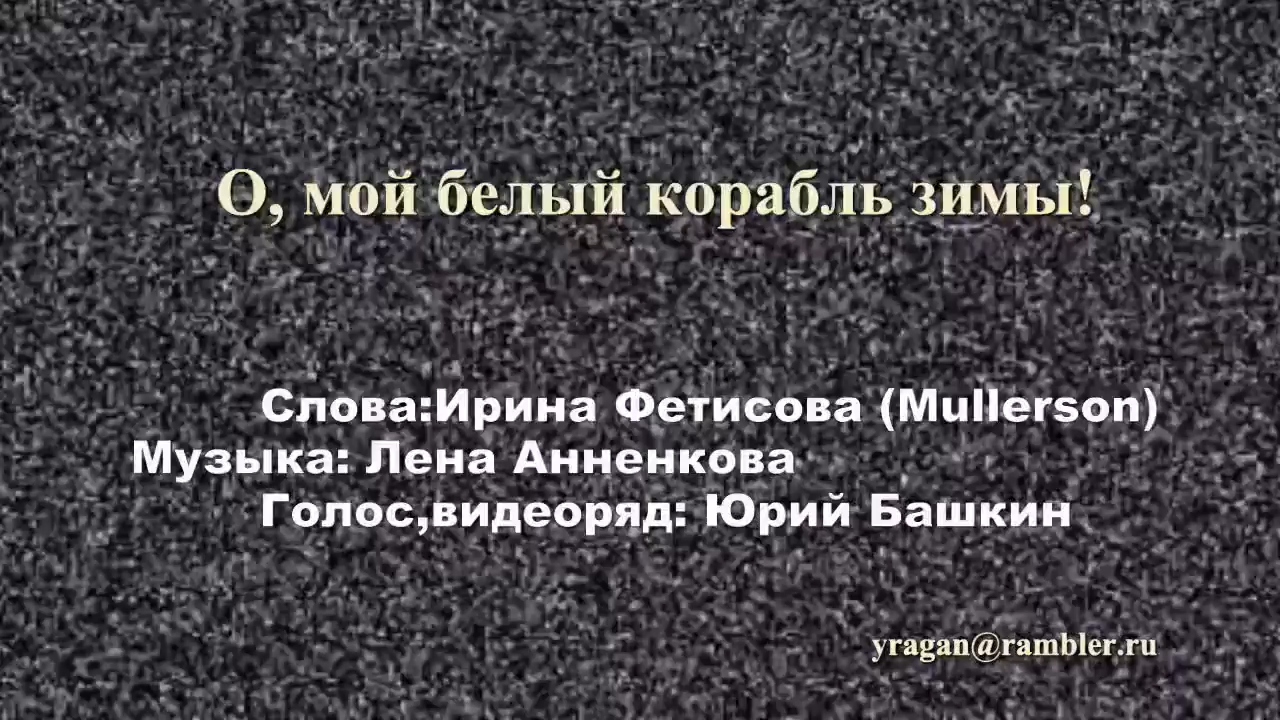 О, мой белый корабль зимы!
Слова:Ирина Фетисова (Mullerson)
Музыка: Лена Анненкова
Голос,видеоряд: Юрий Башкин
yragan@rambler.ru